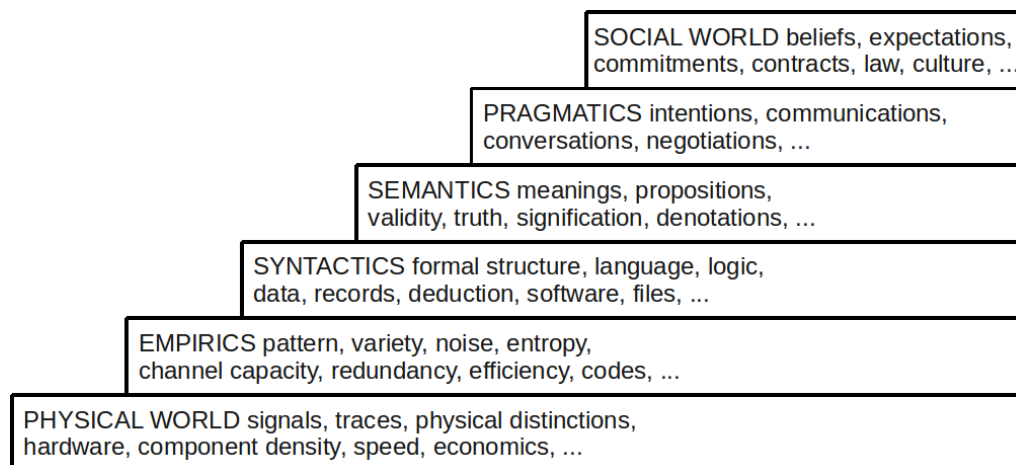 SOCIAL WORLD beliefs, expectations,
commitments, contracts, law, culture, ...
PRAGMATICS intentions, communications,
conversations, negotiations, ...
SEMANTICS meanings, propositions,
validity, truth, signification, denotations, ...
SYNTACTICS formal structure, language, logic,
data, records, deduction, software, files, ...
EMPIRICS pattern, variety, noise, entropy,
channel capacity, redundancy, efficiency, codes, ...
PHYSICAL WORLD signals, traces, physical distinctions,
hardware, component density, speed, economics, ...